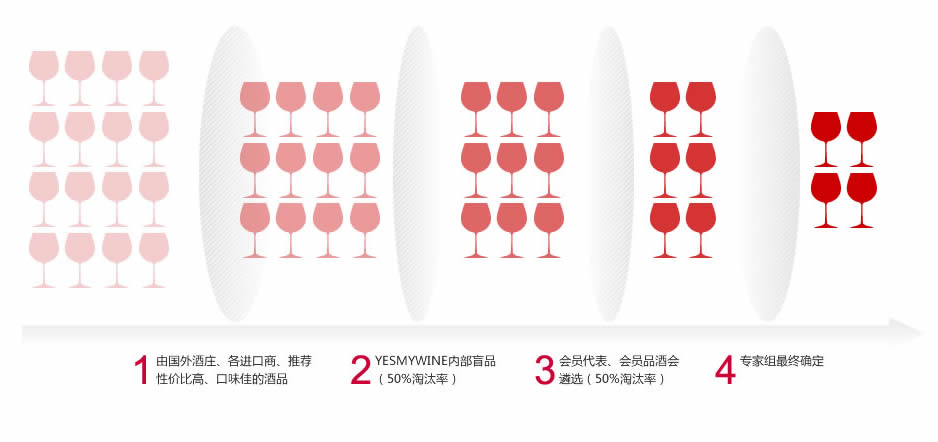 1
由国外酒庄、各进口商、推荐
性价比高、口味佳的酒品
2
YESMYWINE内部盲品
（50%淘汰率）
3
会员代表、会员品酒会
遴选（50%淘汰率）
4
专家组最终确定